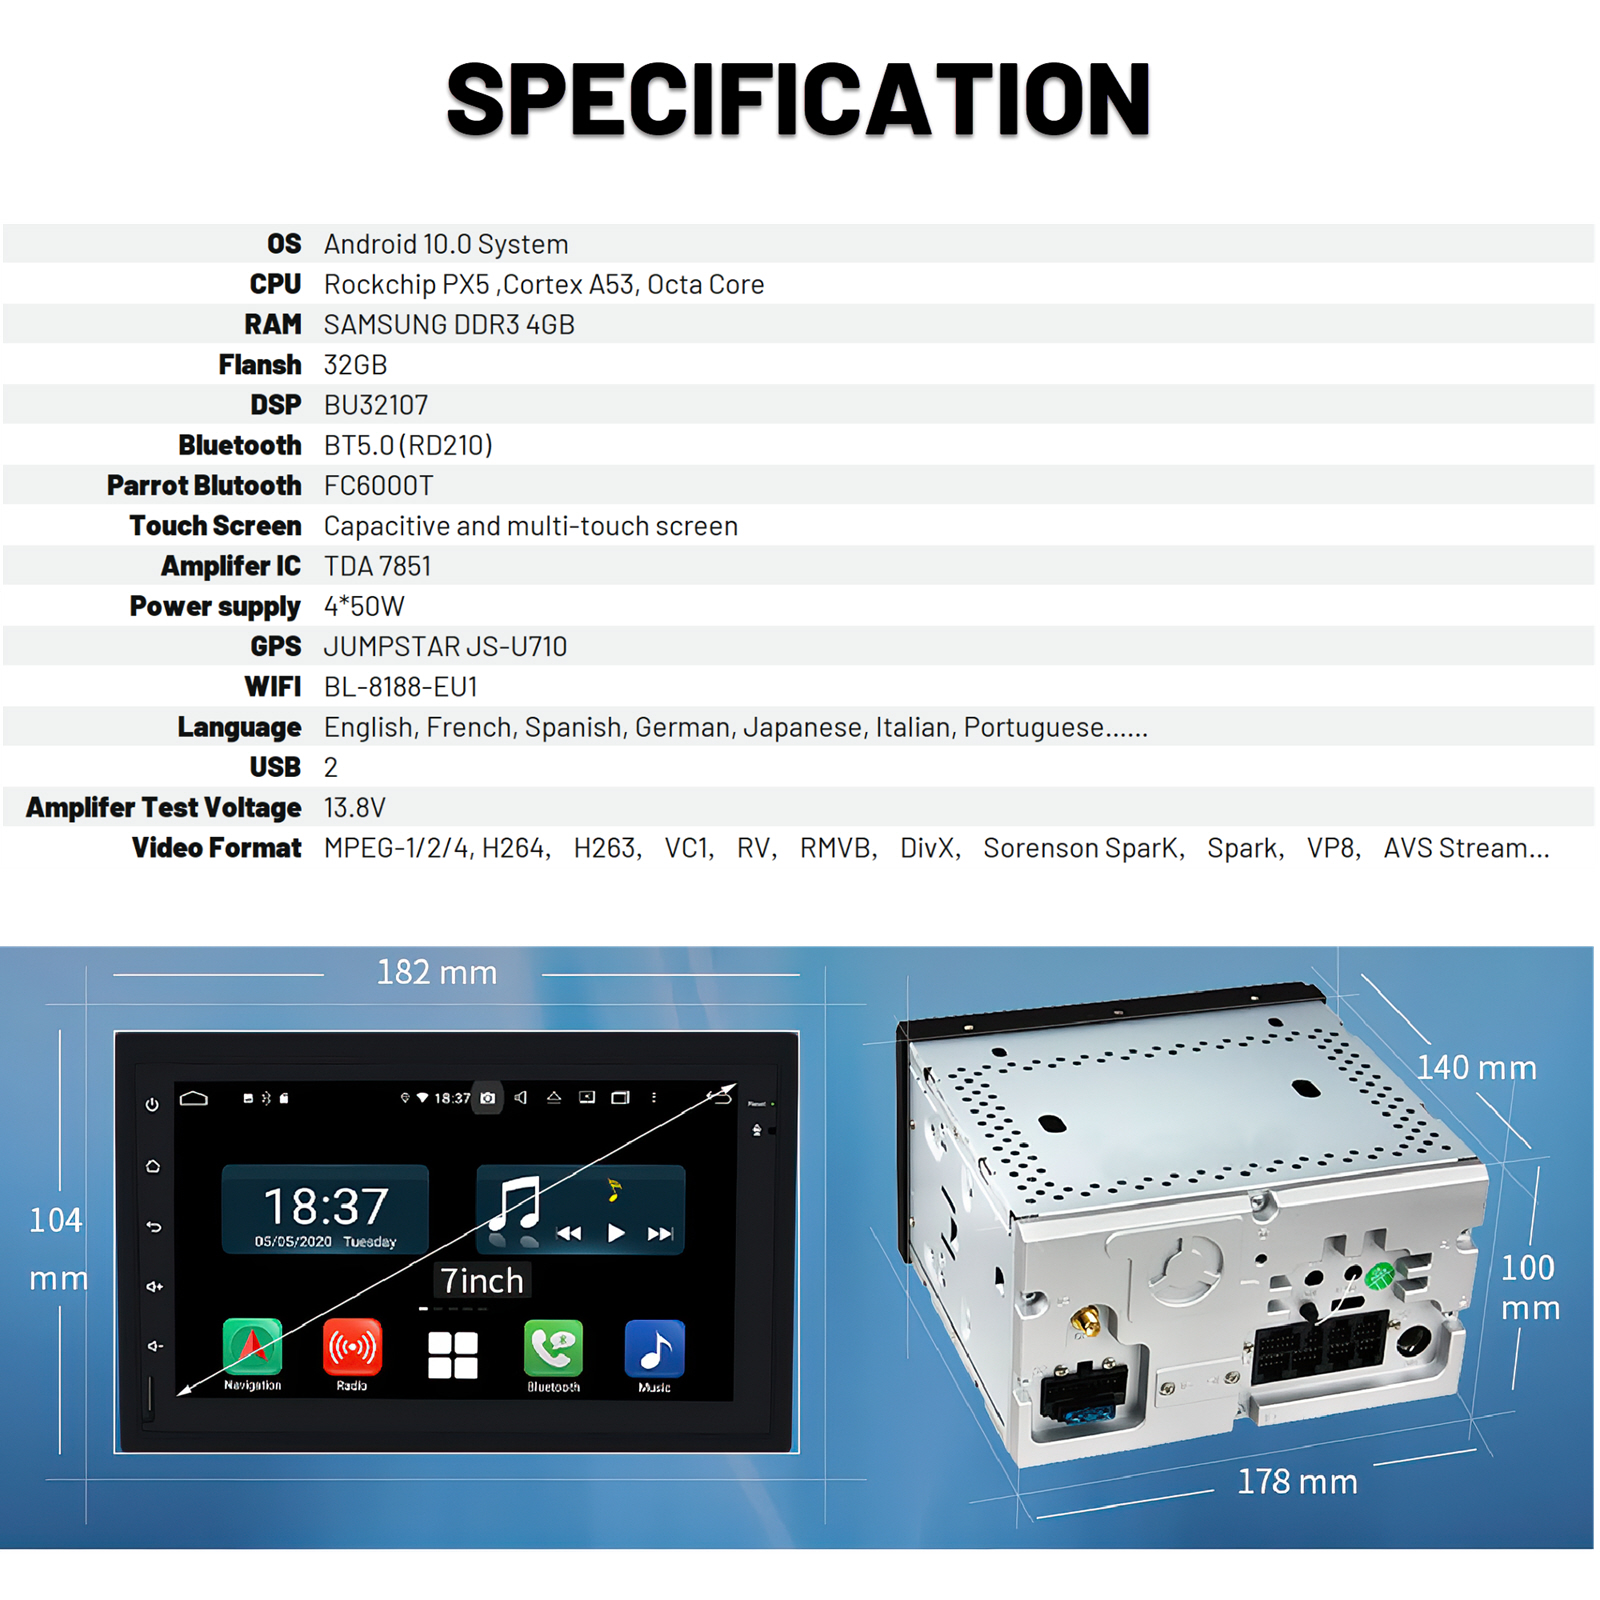 SPECIFICATION
OS Android 10.0 System
CPU Rockchip PX5 ,Cortex A53, Octa Core
RAM SAMSUNG DDR3 4GB
Flansh 32GB
DSP BU32107
Bluetooth BT5.0 (RD210)
Parrot Blutooth FC6000T
Touch Screen Capacitive and multi-touch screen
Amplifer IC TDA 7851
Power supply 4*50W
GPS JUMPSTAR JS-U710
WIFI BL-8188-EU1
Language English, French, Spanish, German, Japanese, Italian, Portuguese......
USB 2
Amplifer Test Voltage 13.8V
Video Format MPEG-1/2/4, H264, H263, VC1, RV, RMVB, DivX, Sorenson SparK, Spark, VP8, AVS Stream...
182 mm
104
mm
18:37
18:37
05/05/2020 Tuesday
7inch
Navigation
Radio
Bluetooth
Music
140 mm
100
mm
178 mm